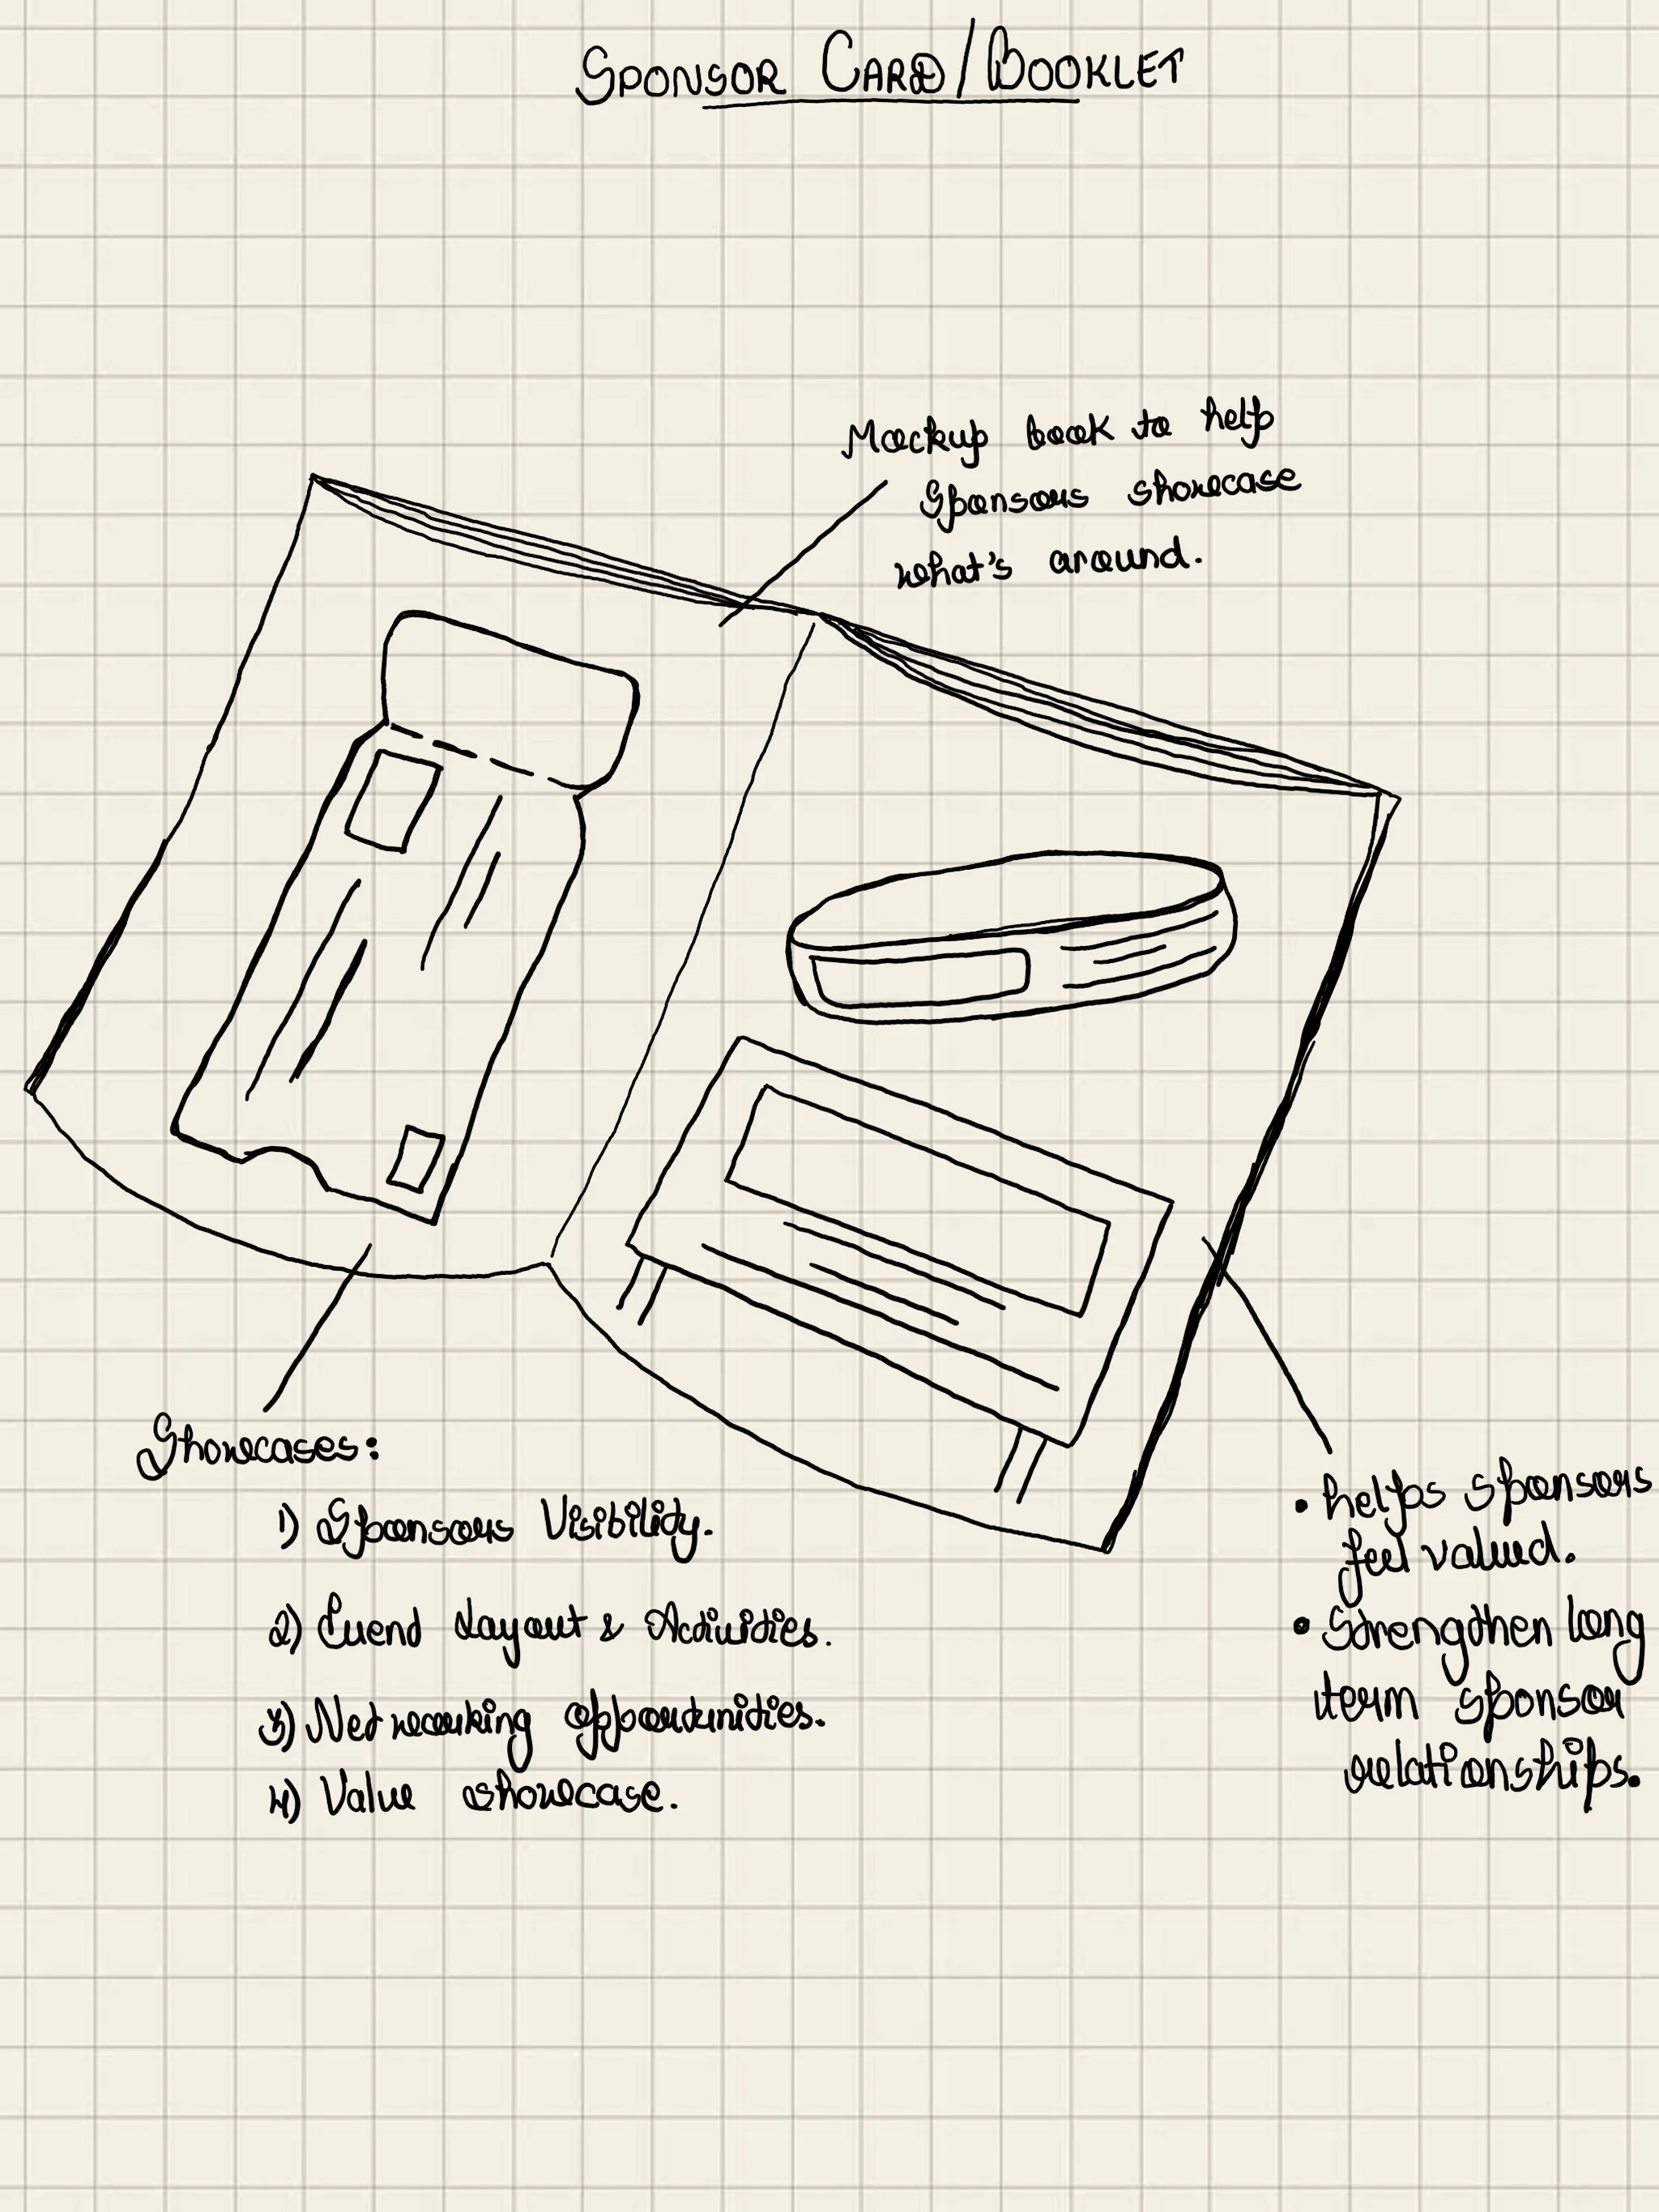 SPONSOR CARD/BOOKLET
Mockup book to help
Sponsors showcase
what's around.
Showcases:
1) Sponsors Visibility.
2) Event Layout & Activities.
3) Networking opportunities.
4) Value showcase.
• helps sponsors
feel valued.
• Strengthen long
term sponsor
relationships.